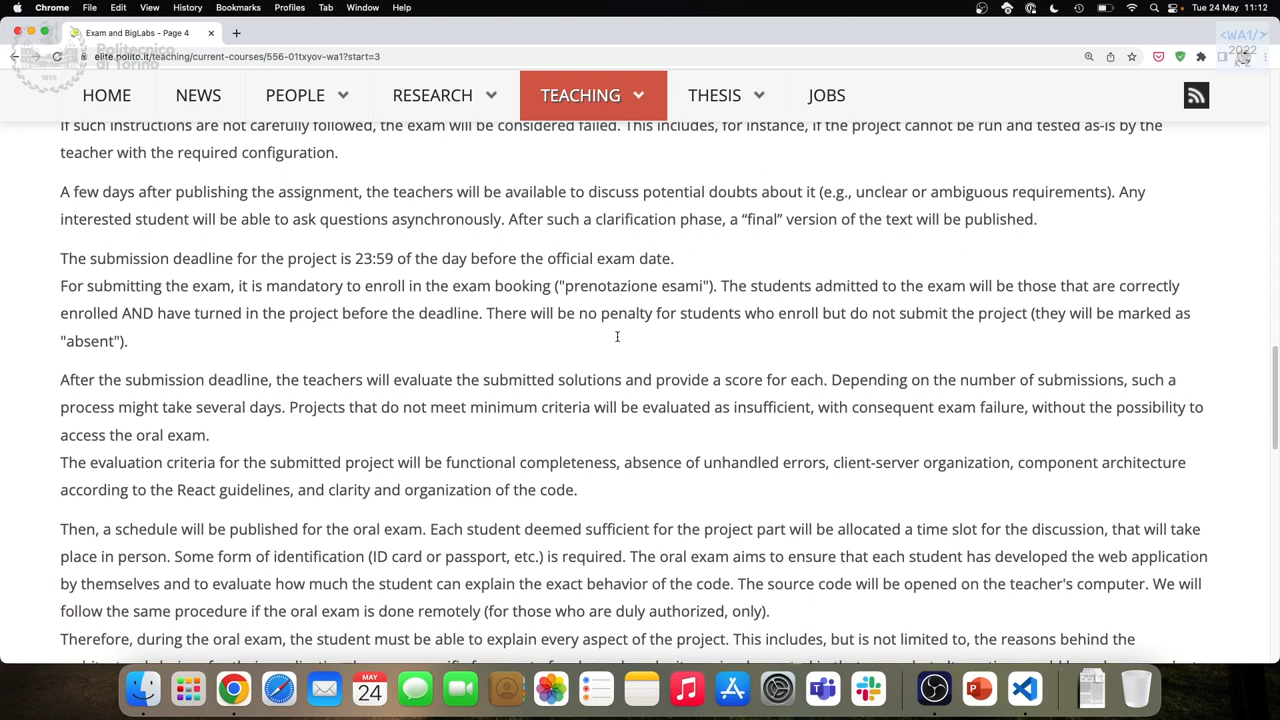 Chrome File Edit View History Bookmarks Profiles Tab Window Help Tue 24 May 11:12
Exam and BigLabs - Page 4
elite.polito.it/teaching/current-courses/556-01txyov-wa1?start=3
Politecnico
di Torino
1859
<WA1/>
2022
K-Z
HOME NEWS PEOPLE RESEARCH TEACHING THESIS JOBS
If such instructions are not carefully followed, the exam will be considered failed. This includes, for instance, if the project cannot be run and tested as-is by the
teacher with the required configuration.
A few days after publishing the assignment, the teachers will be available to discuss potential doubts about it (e.g., unclear or ambiguous requirements). Any
interested student will be able to ask questions asynchronously. After such a clarification phase, a “final” version of the text will be published.
The submission deadline for the project is 23:59 of the day before the official exam date.
For submitting the exam, it is mandatory to enroll in the exam booking ("prenotazione esami"). The students admitted to the exam will be those that are correctly
enrolled AND have turned in the project before the deadline. There will be no penalty for students who enroll but do not submit the project (they will be marked as
"absent").
After the submission deadline, the teachers will evaluate the submitted solutions and provide a score for each. Depending on the number of submissions, such a
process might take several days. Projects that do not meet minimum criteria will be evaluated as insufficient, with consequent exam failure, without the possibility to
access the oral exam.
The evaluation criteria for the submitted project will be functional completeness, absence of unhandled errors, client-server organization, component architecture
according to the React guidelines, and clarity and organization of the code.
Then, a schedule will be published for the oral exam. Each student deemed sufficient for the project part will be allocated a time slot for the discussion, that will take
place in person. Some form of identification (ID card or passport, etc.) is required. The oral exam aims to ensure that each student has developed the web application
by themselves and to evaluate how much the student can explain the exact behavior of the code. The source code will be opened on the teacher's computer. We will
follow the same procedure if the oral exam is done remotely (for those who are duly authorized, only).
Therefore, during the oral exam, the student must be able to explain every aspect of the project. This includes, but is not limited to, the reasons behind the
MAY
24